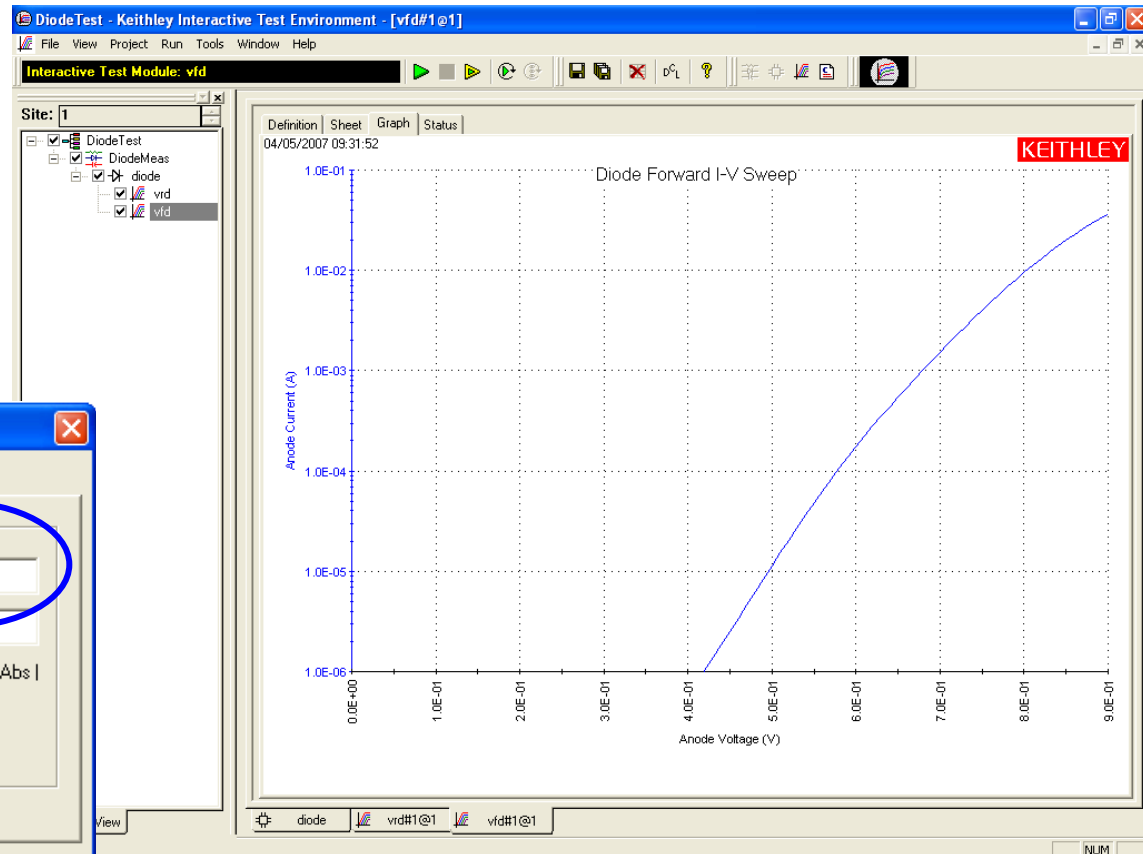 DiodeTest - Keithley Interactive Test Environment - [vfd#1@1]
File View Project Run Tools Window Help
Interactive Test Module: vfd
Site: 1
DiodeTest
DiodeMeas
diode
vrd
vfd
Definition Sheet Graph Status
04/05/2007 09:31:52
KEITHLEY
Diode Forward I-V Sweep
1.0E-01
1.0E-02
1.0E-03
1.0E-04
1.0E-05
1.0E-06
Anode Current (A)
0.0E+00 1.0E-01 2.0E-01 3.0E-01 4.0E-01 5.0E-01 6.0E-01 7.0E-01 8.0E-01 9.0E-01
Anode Voltage (V)
Abs |
View
diode vrd#1@1 vfd#1@1
NUM